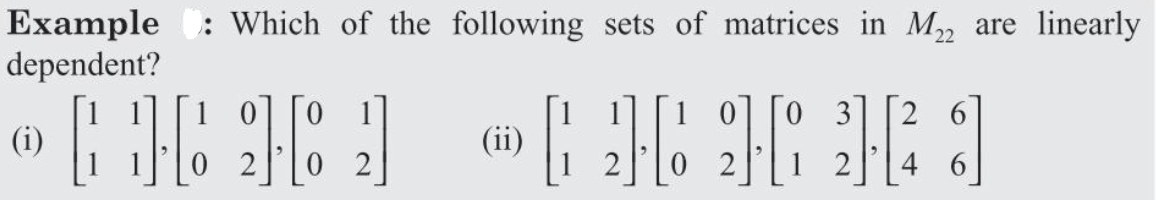 Example : Which of the following sets of matrices in M₂₂ are linearly
dependent?
(i) [1 1; 1 1], [1 0; 0 2], [0 1; 0 2] (ii) [1 1; 1 2], [1 0; 0 2], [0 3; 1 2], [2 6; 4 6]